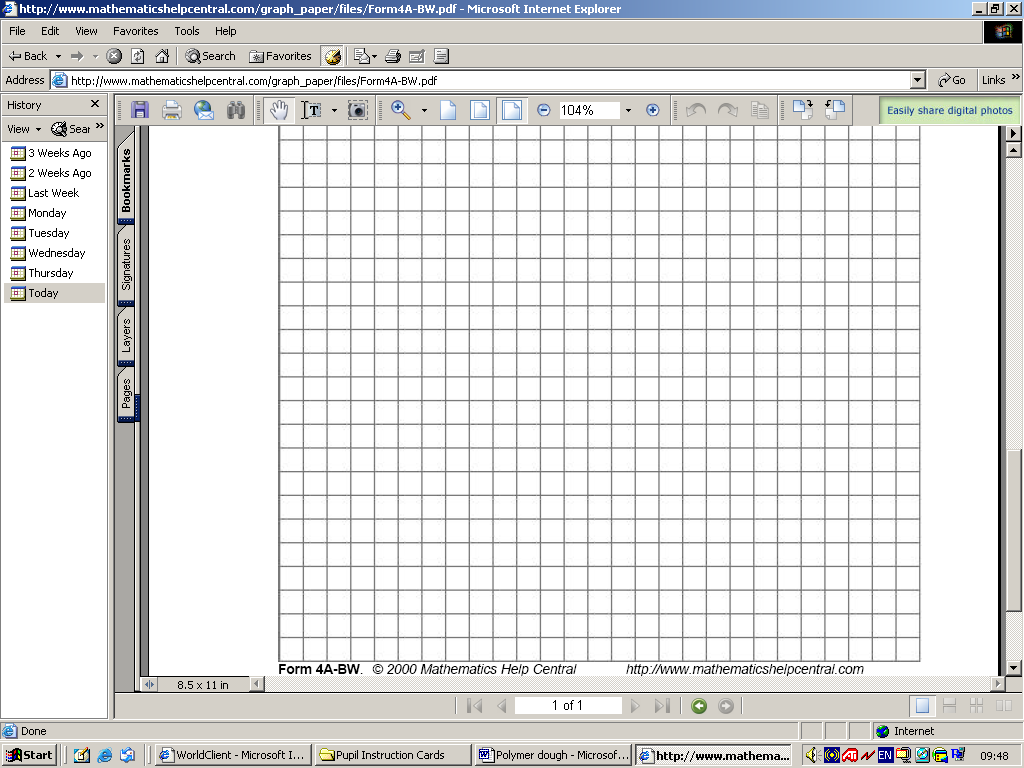 http://www.mathematicshelpcentral.com/graph_paper/files/Form4A-BW.pdf - Microsoft Internet Explorer
File Edit View Favorites Tools Help
Back Search Favorites
Address http://www.mathematicshelpcentral.com/graph_paper/files/Form4A-BW.pdf Go Links »
History
View Sear »
104%
Easily share digital photos
3 Weeks Ago
2 Weeks Ago
Last Week
Monday
Tuesday
Wednesday
Thursday
Today
Bookmarks
Signatures
Layers
Pages
Form 4A-BW. © 2000 Mathematics Help Central http://www.mathematicshelpcentral.com
8.5 x 11 in
1 of 1
Done Internet
Start WorldClient - Microsoft I... Pupil Instruction Cards Polymer dough - Microsof... http://www.mathema... EN 09:48